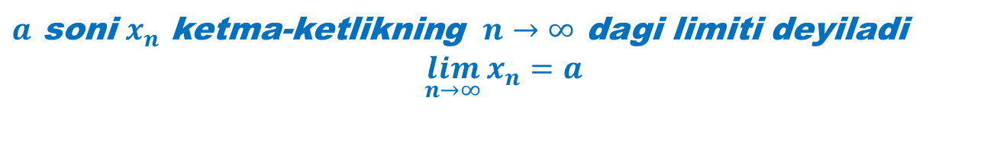 a soni xₙ ketma-ketlikning n → ∞ dagi limiti deyiladi
lim xₙ = a
n→∞